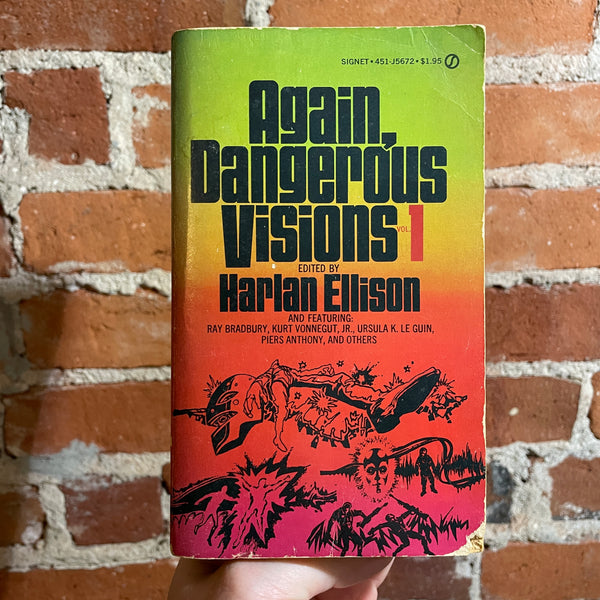 SIGNET • 451-J5672 • $1.95
Again,
Dangerous
Visions VOL. 1
EDITED BY
Harlan Ellison
AND FEATURING:
RAY BRADBURY, KURT VONNEGUT, JR., URSULA K. LE GUIN,
PIERS ANTHONY, AND OTHERS